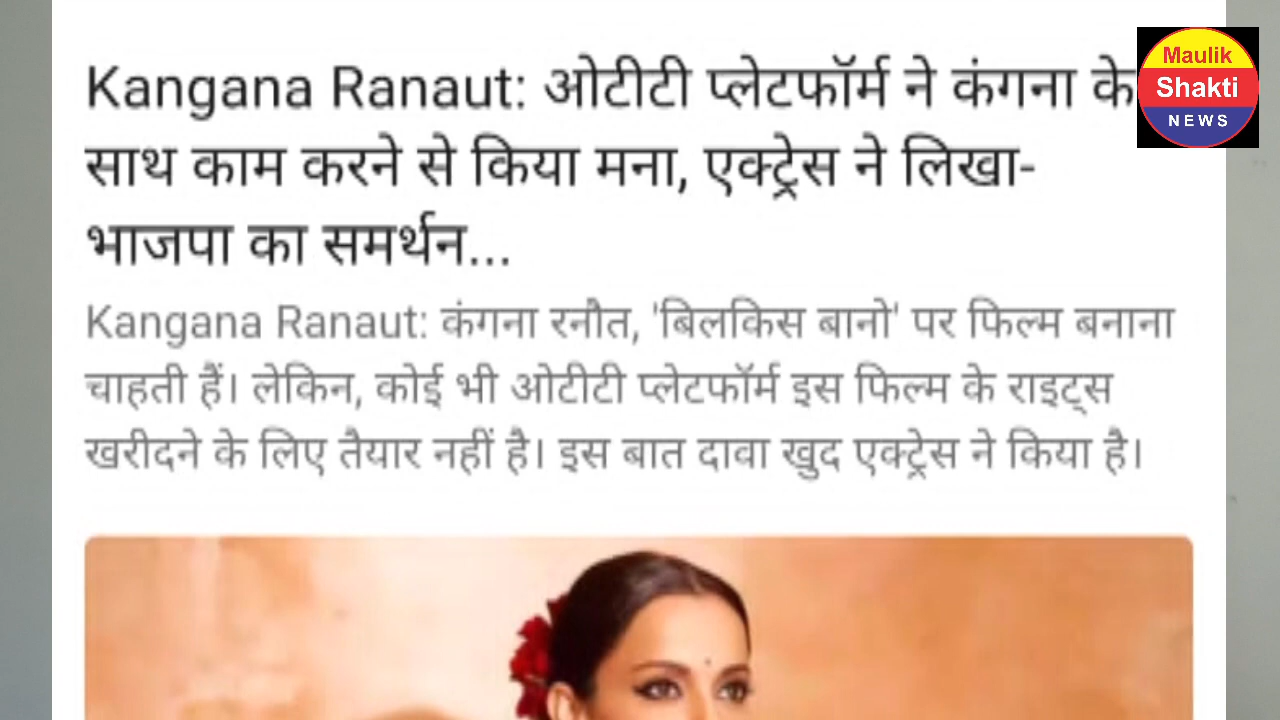 Kangana Ranaut: ओटीटी प्लेटफॉर्म ने कंगना के
साथ काम करने से किया मना, एक्ट्रेस ने लिखा-
भाजपा का समर्थन...
Kangana Ranaut: कंगना रनौत, 'बिलकिस बानो' पर फिल्म बनाना
चाहती हैं। लेकिन, कोई भी ओटीटी प्लेटफॉर्म इस फिल्म के राइट्स
खरीदने के लिए तैयार नहीं है। इस बात दावा खुद एक्ट्रेस ने किया है।
Maulik
Shakti
NEWS